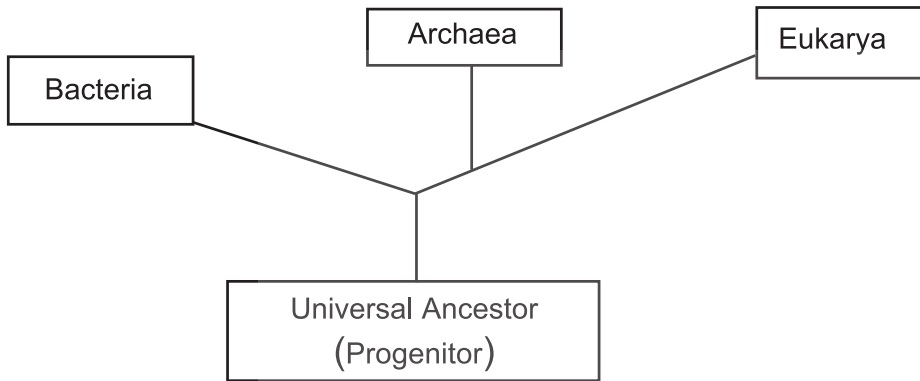 Archaea
Eukarya
Bacteria
Universal Ancestor
(Progenitor)